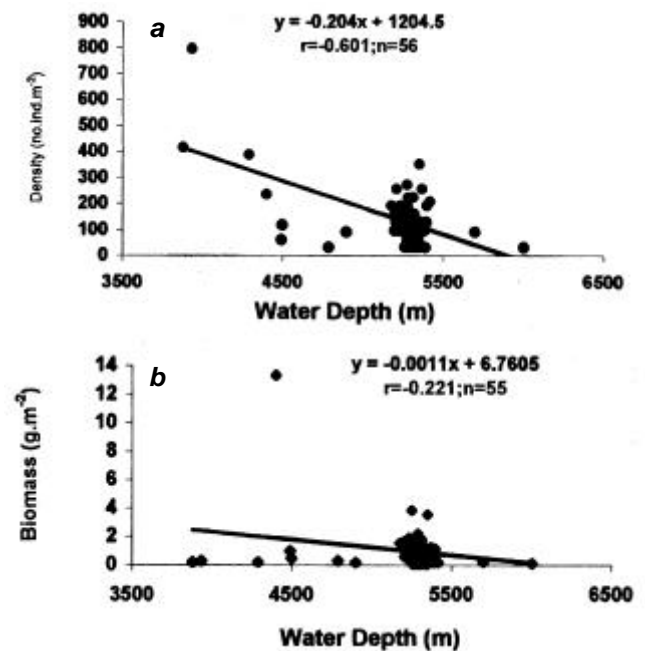 a
y = -0.204x + 1204.5
r=-0.601;n=56
Density (no.ind.m-2)
900
800
700
600
500
400
300
200
100
0
3500 4500 5500 6500
Water Depth (m)
b
y = -0.0011x + 6.7605
r=-0.221;n=55
Biomass (g.m-2)
14
12
10
8
6
4
2
0
3500 4500 5500 6500
Water Depth (m)